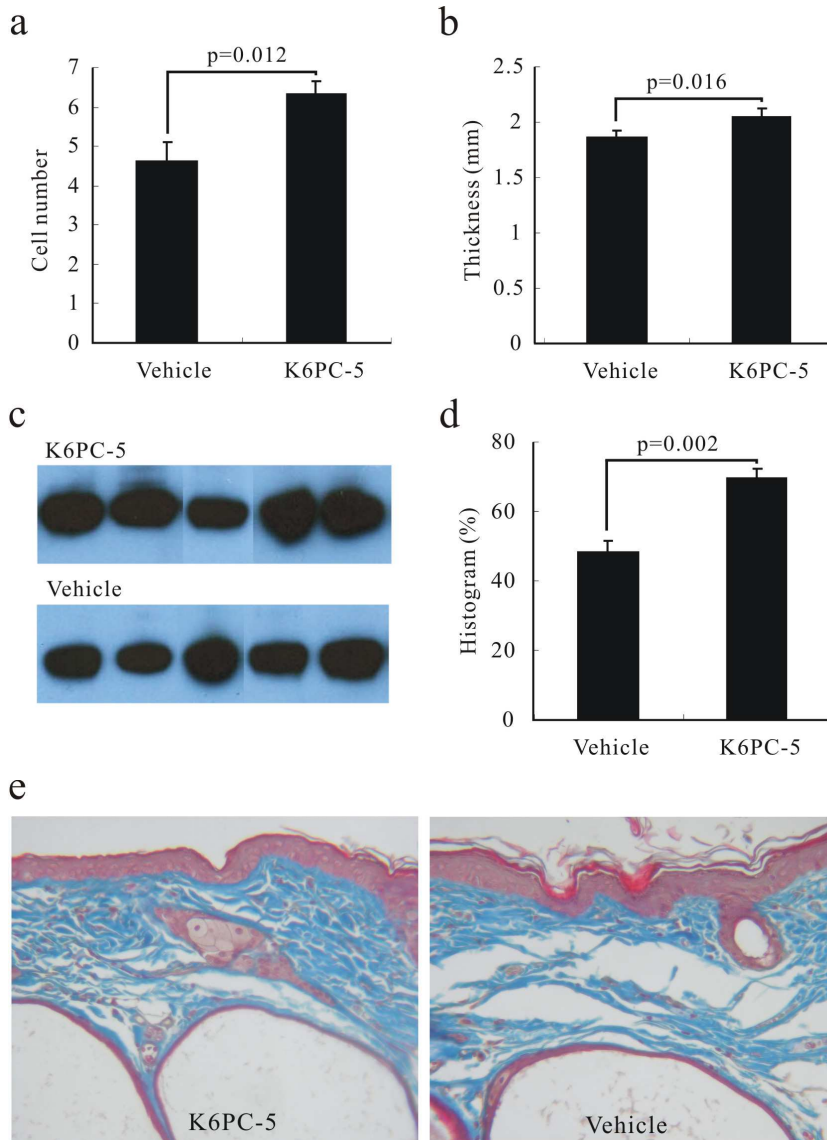 a
Cell number
7
6
5
4
3
2
1
0
p=0.012
Vehicle K6PC-5
b
Thickness (mm)
2.5
2
1.5
1
0.5
0
p=0.016
Vehicle K6PC-5
c
K6PC-5
Vehicle
d
Histogram (%)
80
60
40
20
0
p=0.002
Vehicle K6PC-5
e
K6PC-5
Vehicle